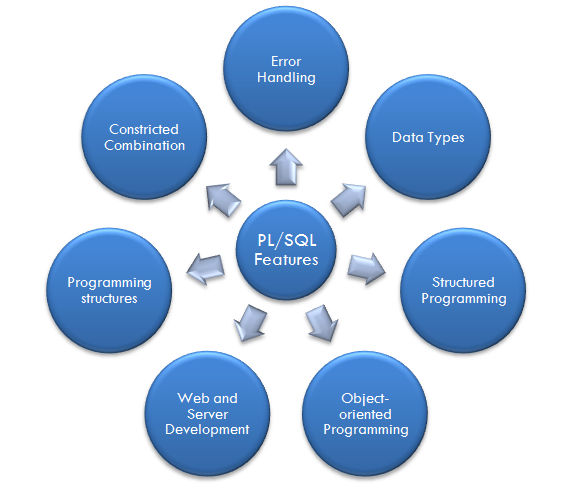 Error
Handling
Data Types
Structured
Programming
Object-
oriented
Programming
Web and
Server
Development
Programming
structures
Constricted
Combination
PL/SQL
Features